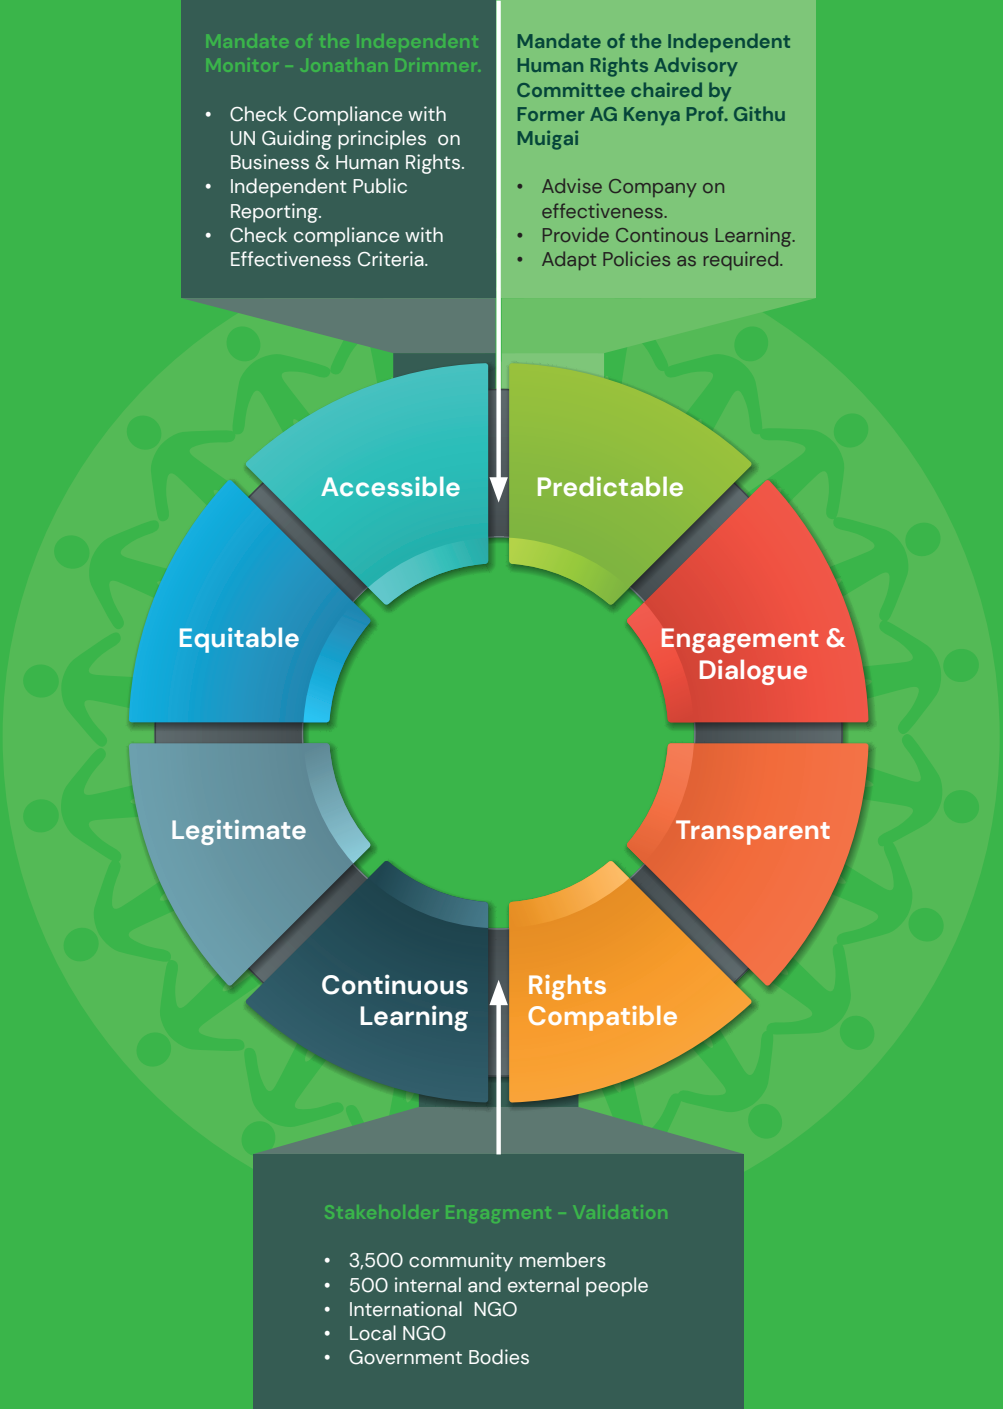 Mandate of the Independent
Monitor - Jonathan Drimmer.
• Check Compliance with
UN Guiding principles on
Business & Human Rights.
• Independent Public
Reporting.
• Check compliance with
Effectiveness Criteria.
Mandate of the Independent
Human Rights Advisory
Committee chaired by
Former AG Kenya Prof. Githu
Muigai
• Advise Company on
effectiveness.
• Provide Continous Learning.
• Adapt Policies as required.
Accessible
Predictable
Equitable
Engagement &
Dialogue
Legitimate
Transparent
Continuous
Learning
Rights
Compatible
Stakeholder Engagment - Validation
• 3,500 community members
• 500 internal and external people
• International NGO
• Local NGO
• Government Bodies